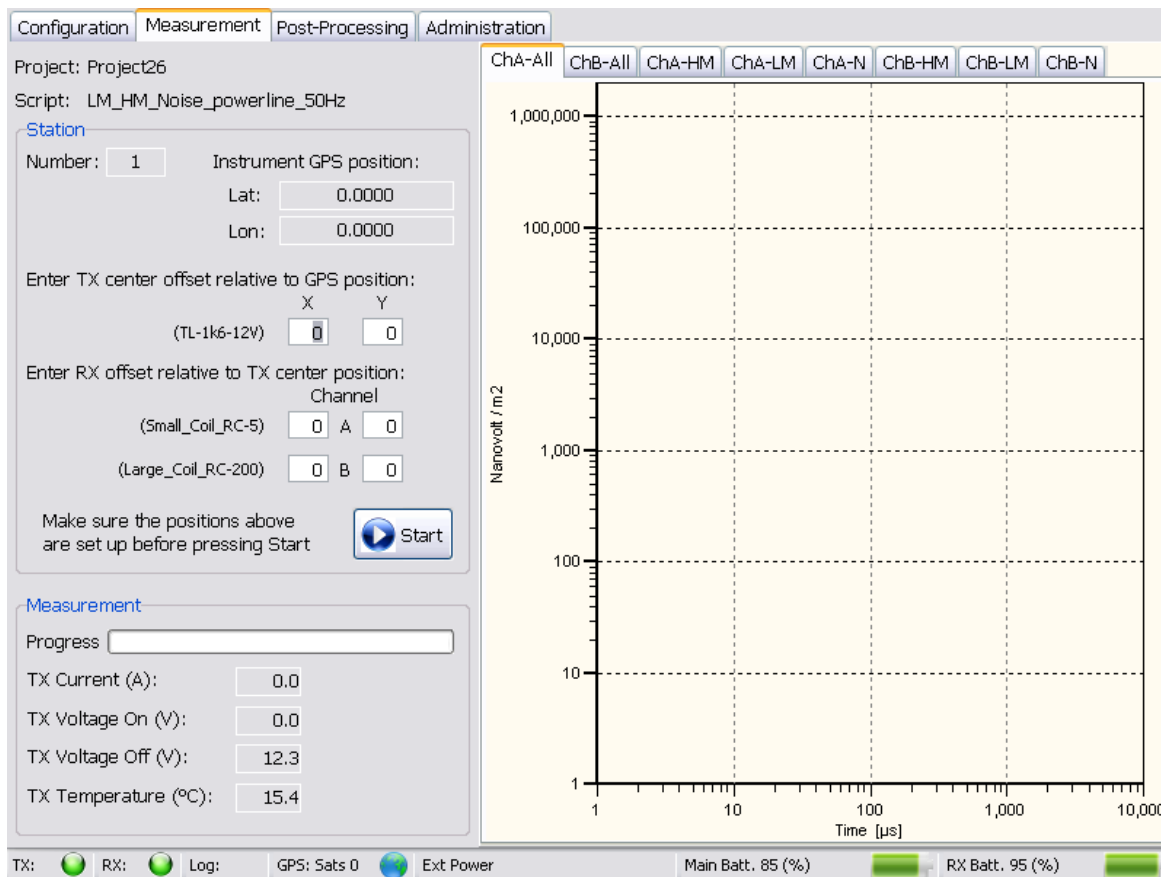 Configuration Measurement Post-Processing Administration
Project: Project26
Script: LM_HM_Noise_powerline_50Hz
Station
Number: 1 Instrument GPS position:
Lat: 0.0000
Lon: 0.0000
Enter TX center offset relative to GPS position:
X Y
(TL-1k6-12V) 0 0
Enter RX offset relative to TX center position:
Channel
(Small_Coil_RC-5) 0 A 0
(Large_Coil_RC-200) 0 B 0
Make sure the positions above
are set up before pressing Start
Start
Measurement
Progress
TX Current (A): 0.0
TX Voltage On (V): 0.0
TX Voltage Off (V): 12.3
TX Temperature (ºC): 15.4
ChA-All ChB-All ChA-HM ChA-LM ChA-N ChB-HM ChB-LM ChB-N
1,000,000
100,000
10,000
1,000
100
10
1
Nanovolt / m2
1 10 100 1,000 10,000
Time [µs]
TX: RX: Log: GPS: Sats 0 Ext Power Main Batt. 85 (%) RX Batt. 95 (%)